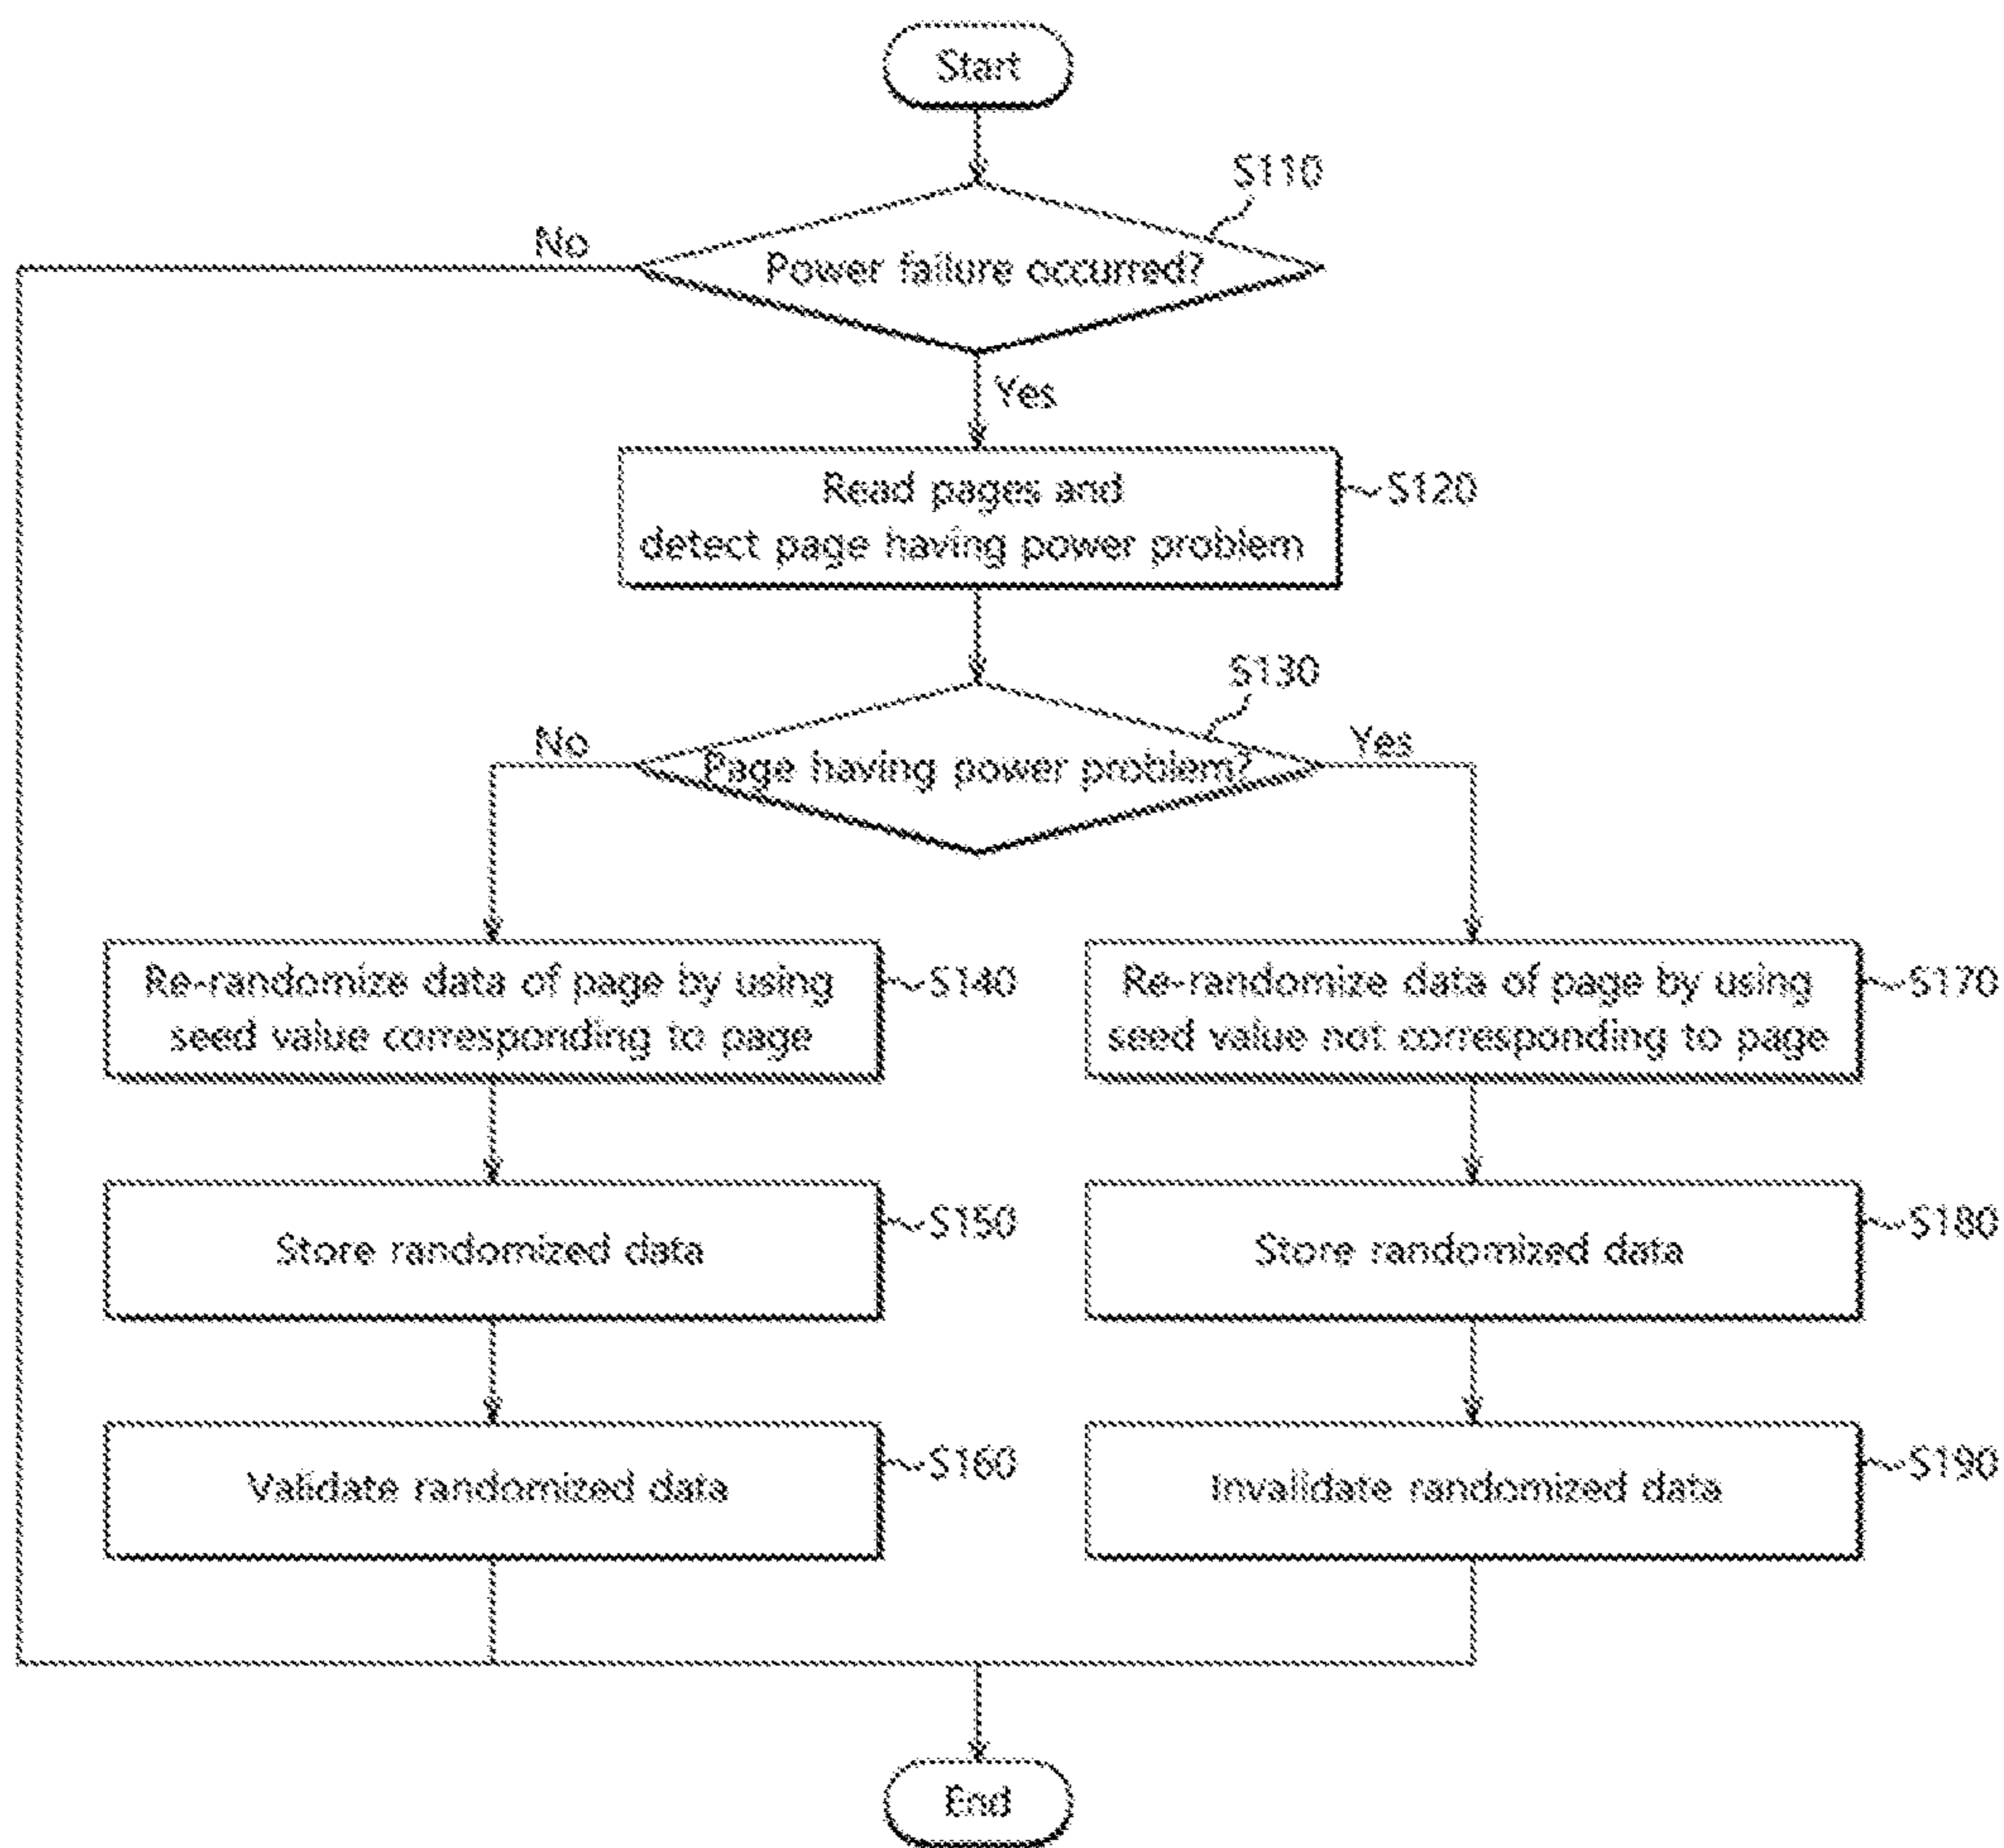 Start
S110
No
Power failure occurred?
Yes
Read pages and
detect page having power problem
S120
S130
No
Page having power problem?
Yes
Re-randomize data of page by using
seed value corresponding to page
S140
Re-randomize data of page by using
seed value not corresponding to page
S170
Store randomized data
S150
Store randomized data
S180
Validate randomized data
S160
Invalidate randomized data
S190
End